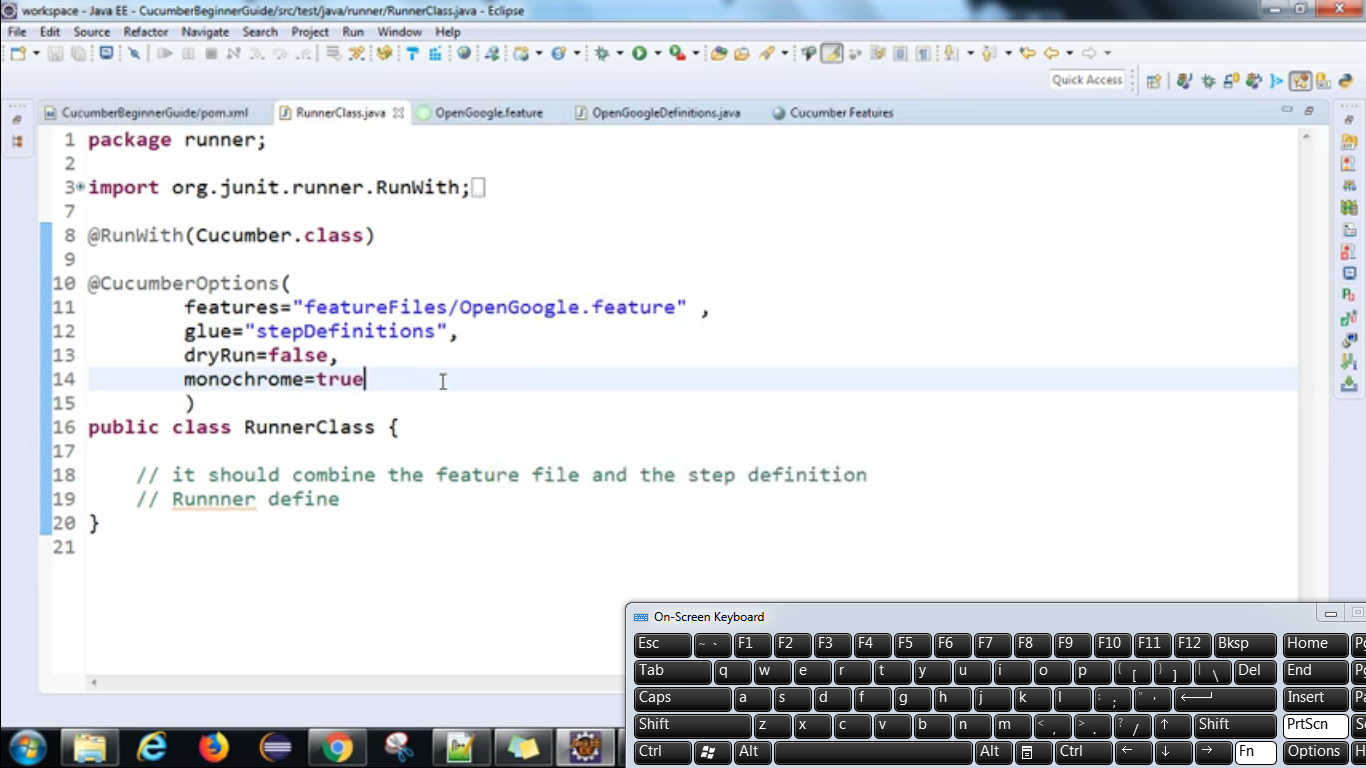 workspace - Java EE - CucumberBeginnerGuide/src/test/java/runner/RunnerClass.java - Eclipse
File Edit Source Refactor Navigate Search Project Run Window Help
Quick Access
CucumberBeginnerGuide/pom.xml RunnerClass.java OpenGoogle.feature OpenGoogleDefinitions.java Cucumber Features
1 package runner;
2
3 import org.junit.runner.RunWith;
7
8 @RunWith(Cucumber.class)
9
10 @CucumberOptions(
11 features="featureFiles/OpenGoogle.feature" ,
12 glue="stepDefinitions",
13 dryRun=false,
14 monochrome=true
15 )
16 public class RunnerClass {
17
18 // it should combine the feature file and the step definition
19 // Runnner define
20 }
21
On-Screen Keyboard
Esc ~ ` F1 F2 F3 F4 F5 F6 F7 F8 F9 F10 F11 F12 Bksp Home
Tab q w e r t y u i o p { [ } ] | \ Del End
Caps a s d f g h j k l : ; " ' Insert
Shift z x c v b n m < , > . ? / ↑ Shift PrtScn
Ctrl Alt Alt Ctrl ← ↓ → Fn Options